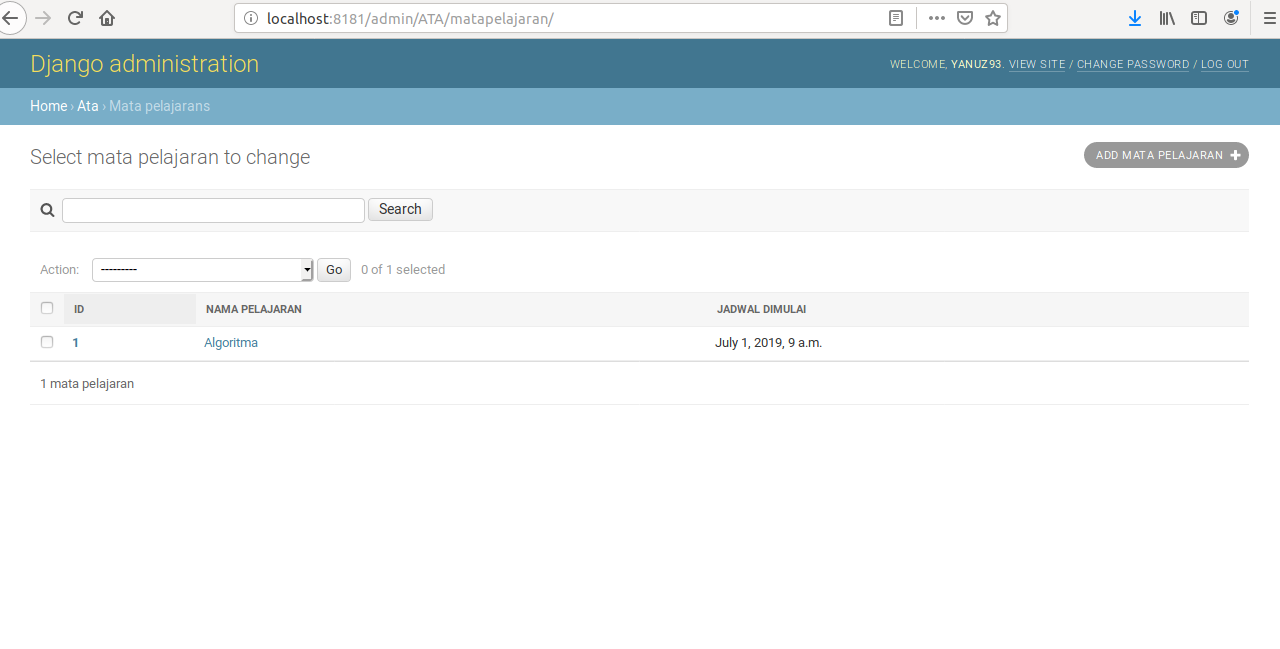 localhost:8181/admin/ATA/matapelajaran/
Django administration
WELCOME, YANUZ93. VIEW SITE / CHANGE PASSWORD / LOG OUT
Home › Ata › Mata pelajarans
Select mata pelajaran to change
ADD MATA PELAJARAN
Search
Action: --------- Go 0 of 1 selected
ID NAMA PELAJARAN JADWAL DIMULAI
1 Algoritma July 1, 2019, 9 a.m.
1 mata pelajaran